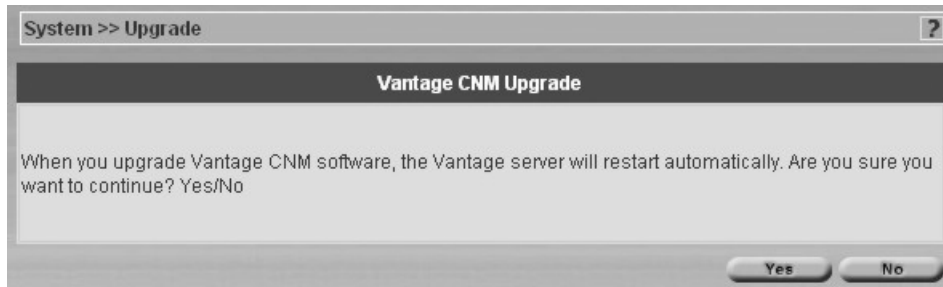 System >> Upgrade
?
Vantage CNM Upgrade
When you upgrade Vantage CNM software, the Vantage server will restart automatically. Are you sure you
want to continue? Yes/No
Yes
No